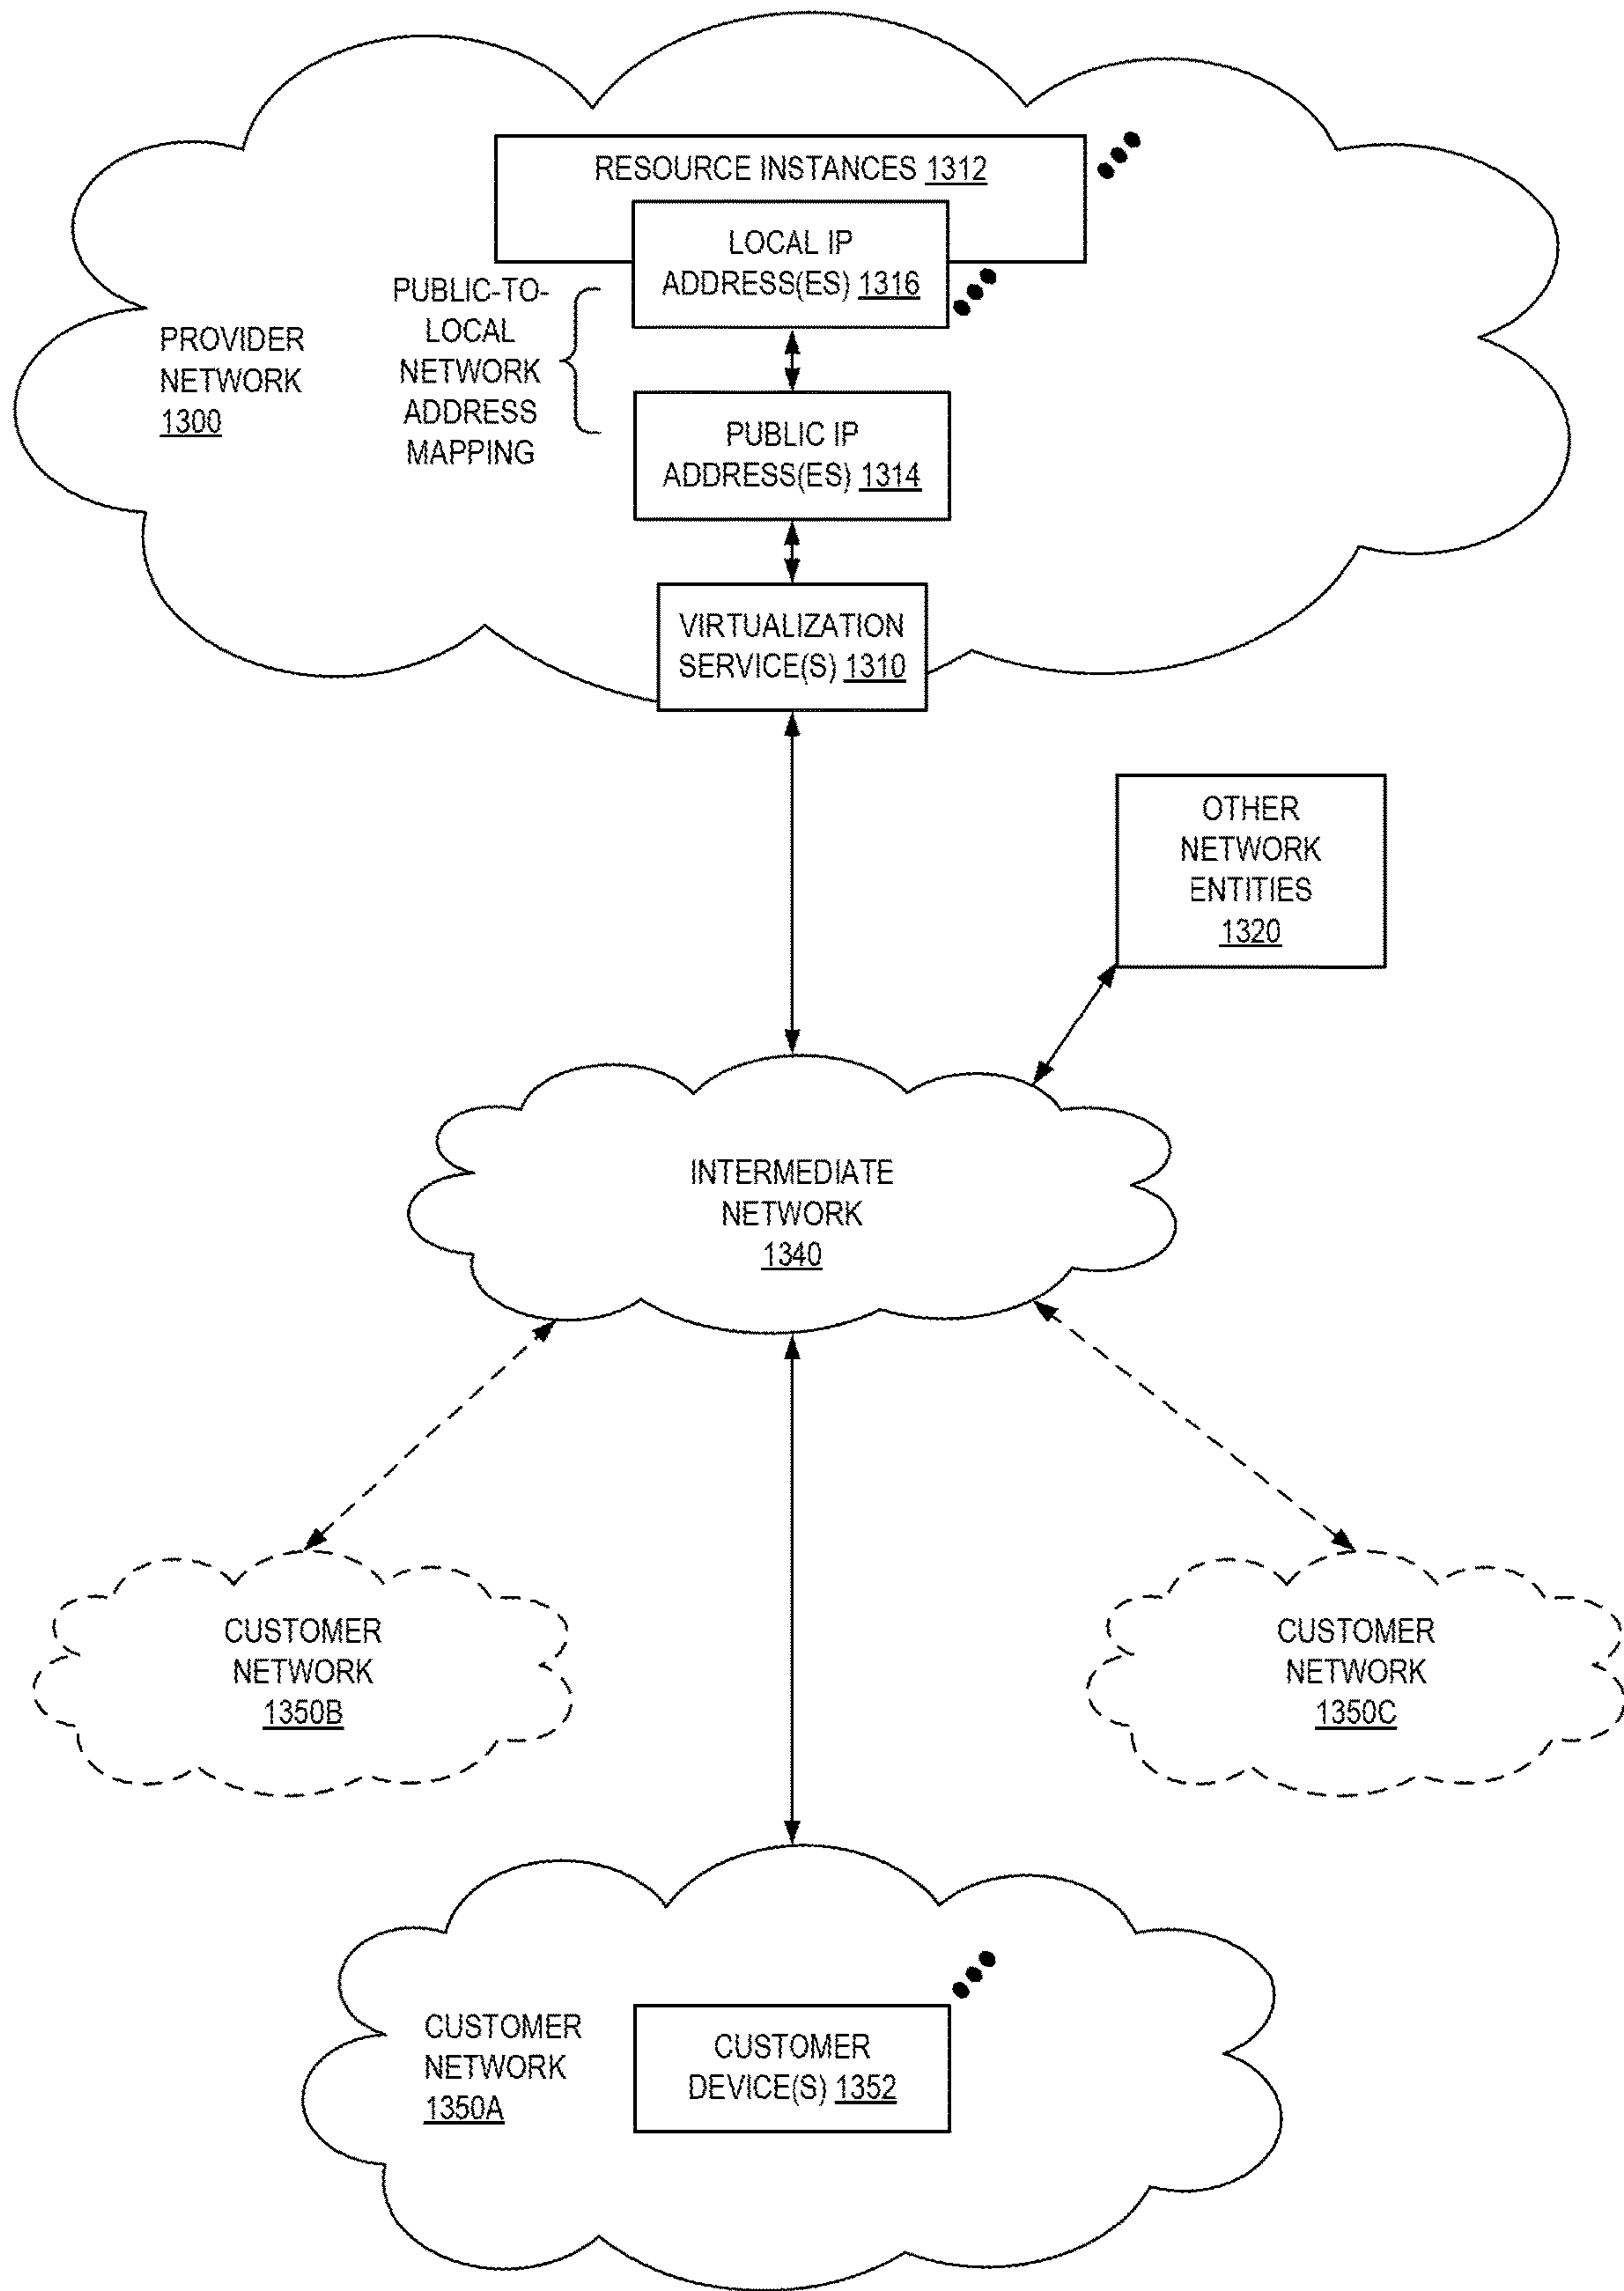 RESOURCE INSTANCES 1312
LOCAL IP
ADDRESS(ES) 1316
PUBLIC-TO-
LOCAL
NETWORK
ADDRESS
MAPPING
PROVIDER
NETWORK
1300
PUBLIC IP
ADDRESS(ES) 1314
VIRTUALIZATION
SERVICE(S) 1310
OTHER
NETWORK
ENTITIES
1320
INTERMEDIATE
NETWORK
1340
CUSTOMER
NETWORK
1350B
CUSTOMER
NETWORK
1350C
CUSTOMER
NETWORK
1350A
CUSTOMER
DEVICE(S) 1352